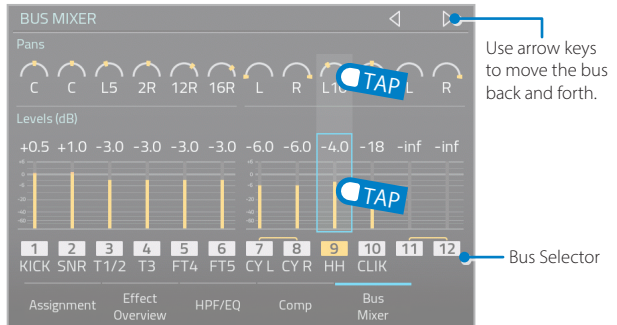 BUS MIXER
Pans
C C L5 2R 12R 16R L R TAP R
Levels (dB)
+0.5 +1.0 -3.0 -3.0 -3.0 -3.0 -6.0 -6.0 -4.0 -18 -inf -inf
TAP
1 2 3 4 5 6 7 8 9 10 11 12
KICK SNR T1/2 T3 FT4 FT5 CY L CY R HH CLIK
Assignment Effect Overview HPF/EQ Comp Bus Mixer
Use arrow keys
to move the bus
back and forth.
Bus Selector